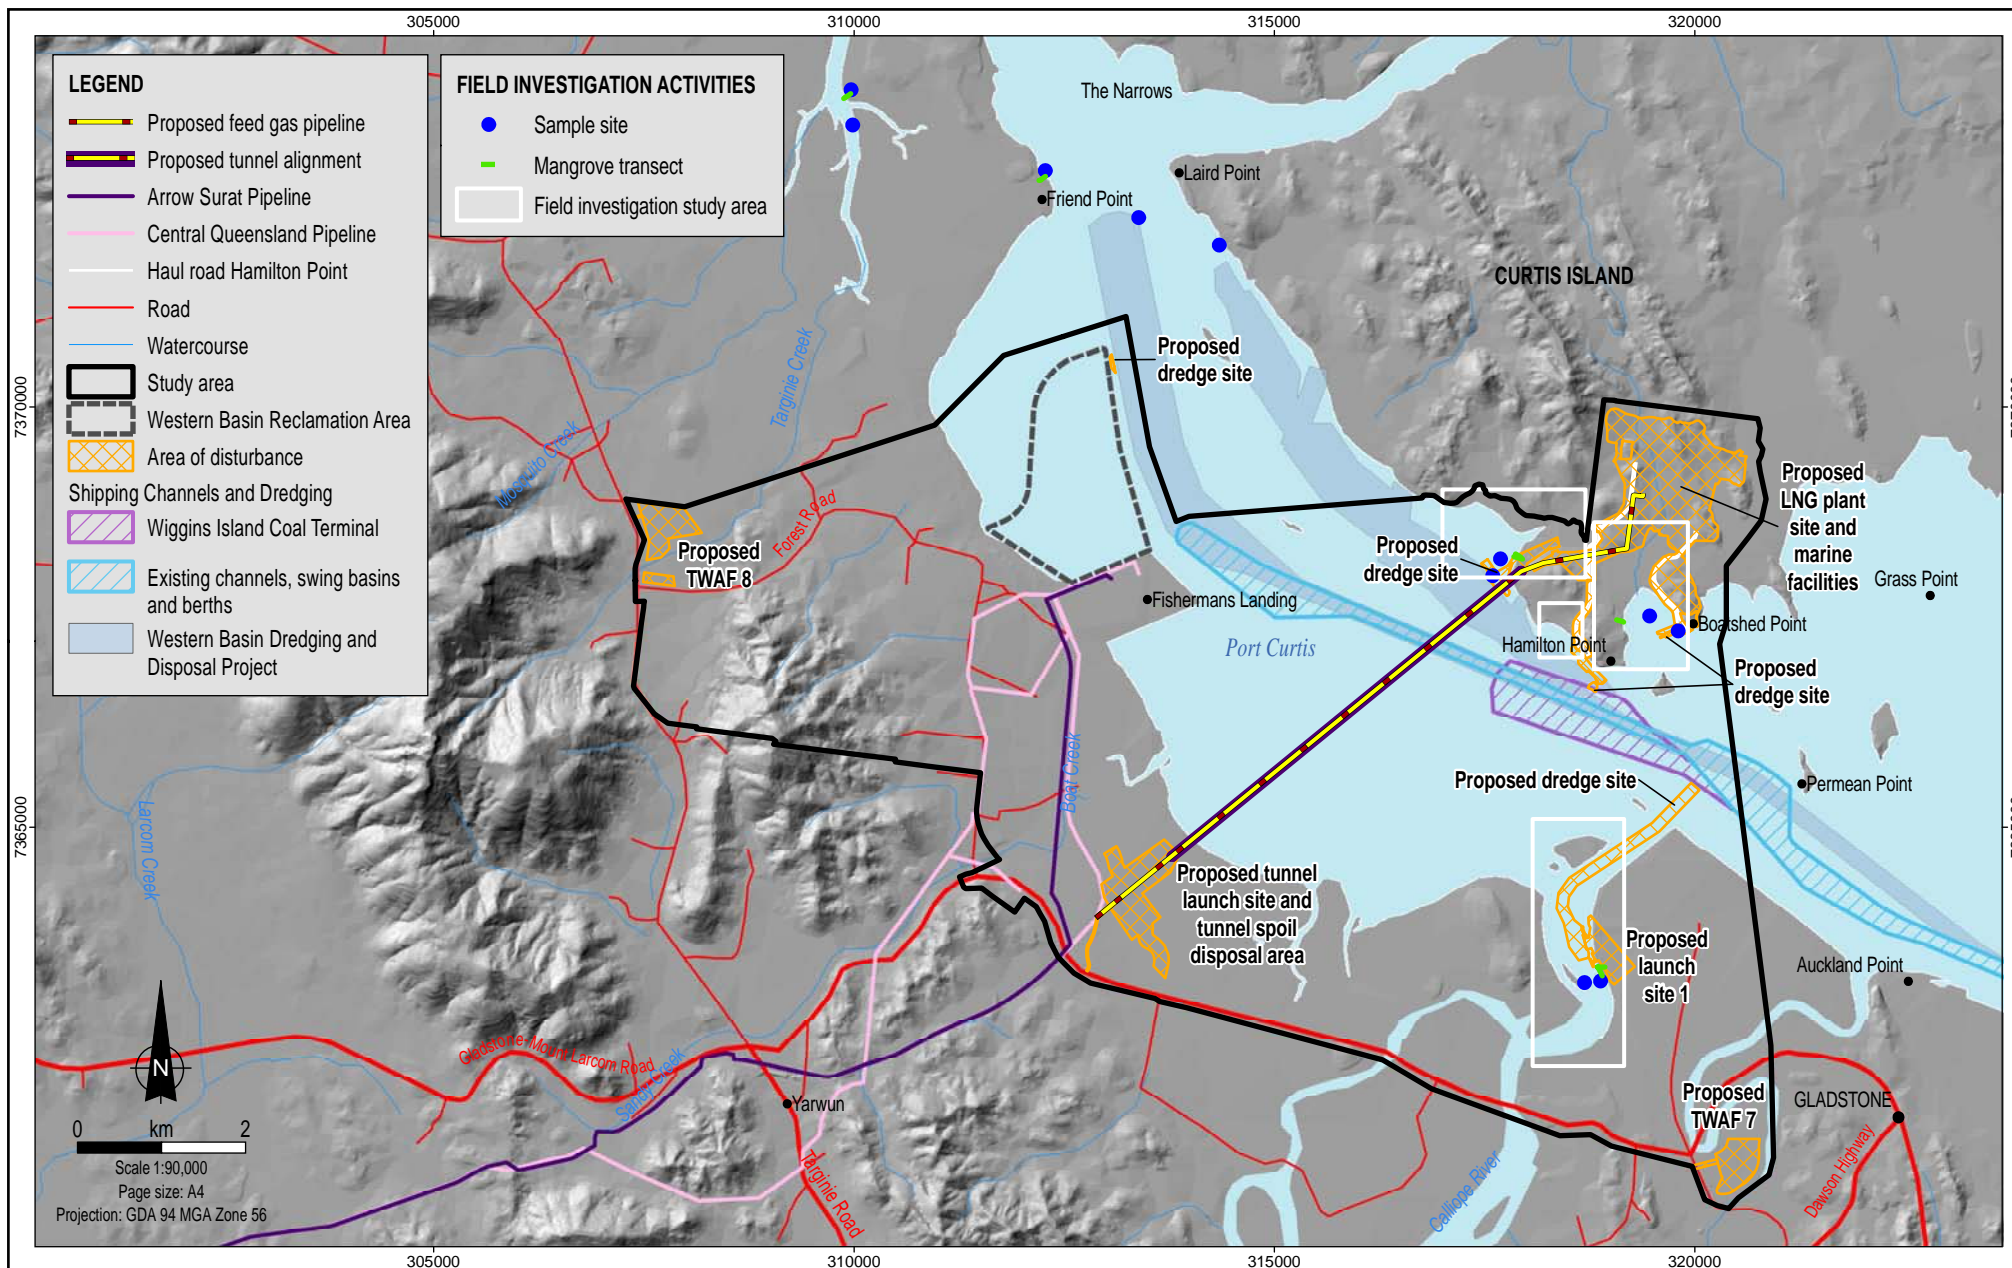 305000
310000
315000
320000
LEGEND
Proposed feed gas pipeline
Proposed tunnel alignment
Arrow Surat Pipeline
Central Queensland Pipeline
Haul road Hamilton Point
Road
Watercourse
Study area
Western Basin Reclamation Area
Area of disturbance
Shipping Channels and Dredging
Wiggins Island Coal Terminal
Existing channels, swing basins
and berths
Western Basin Dredging and
Disposal Project
FIELD INVESTIGATION ACTIVITIES
Sample site
Mangrove transect
Field investigation study area
The Narrows
Laird Point
Friend Point
CURTIS ISLAND
Targinie Creek
Mosquito Creek
Proposed
dredge site
7370000
Forest Road
Proposed
TWAF 8
Proposed
dredge site
Proposed
LNG plant
site and
marine
facilities
Grass Point
Fishermans Landing
Port Curtis
Hamilton Point
Boatshed Point
Proposed
dredge site
Boat Creek
Proposed dredge site
Permean Point
7365000
Larcom Creek
Proposed tunnel
launch site and
tunnel spoil
disposal area
Proposed
launch
site 1
Auckland Point
Gladstone-Mount Larcom Road
Sandy Creek
Yarwun
Targinie Road
Proposed
TWAF 7
GLADSTONE
Dawson Highway
Calliope River
N
0 km 2
Scale 1:90,000
Page size: A4
Projection: GDA 94 MGA Zone 56
305000
310000
315000
320000